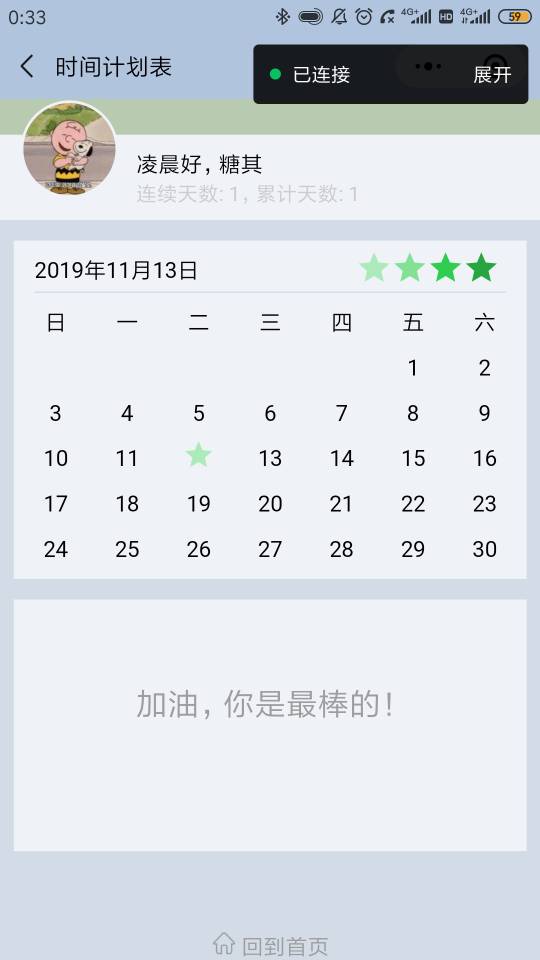 0:33 4G+ HD 4G+ 59
时间计划表
已连接 展开
凌晨好，糖其
连续天数: 1, 累计天数: 1
2019年11月13日
日 一 二 三 四 五 六
1 2
3 4 5 6 7 8 9
10 11 13 14 15 16
17 18 19 20 21 22 23
24 25 26 27 28 29 30
加油，你是最棒的！
回到首页